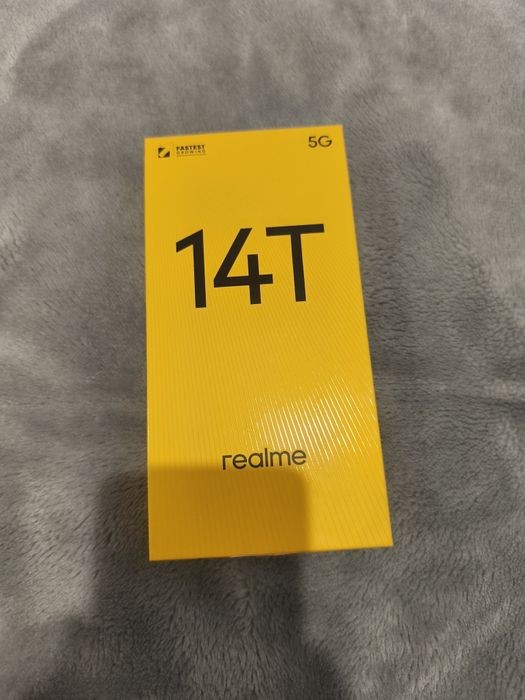 FASTEST
GROWING
5G
14T
realme